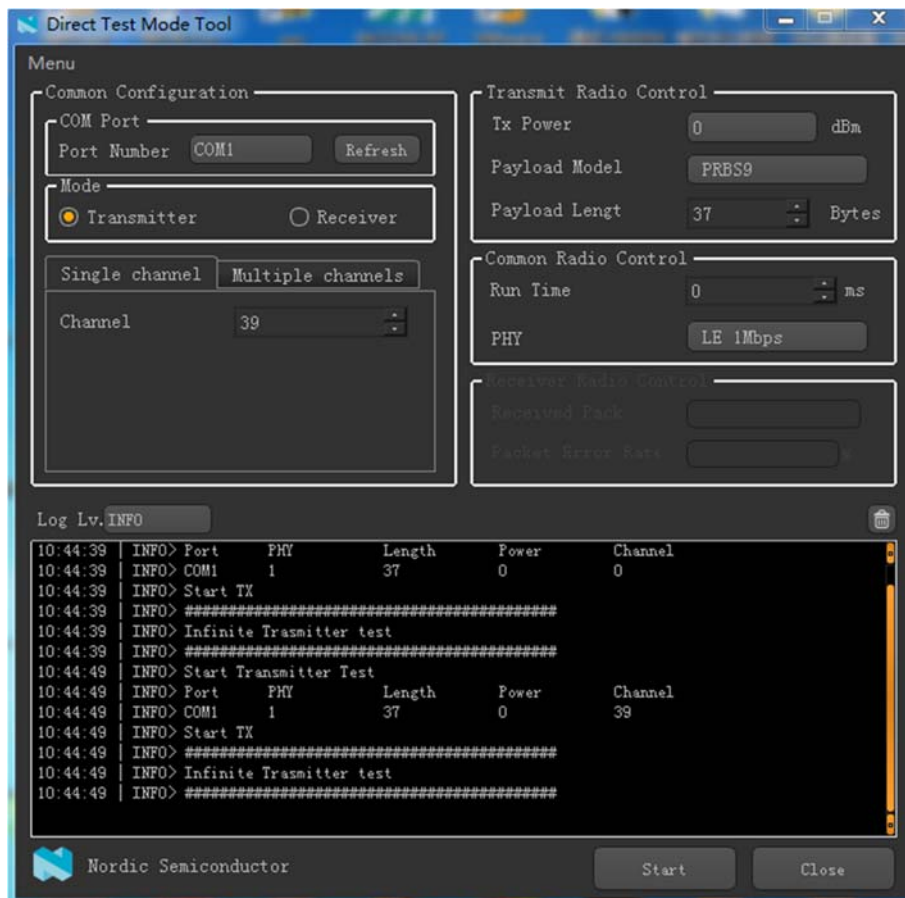 Direct Test Mode Tool
Menu
Common Configuration
COM Port
Port Number COM1 Refresh
Mode
Transmitter Receiver
Single channel Multiple channels
Channel 39
Transmit Radio Control
Tx Power 0 dBm
Payload Model PRBS9
Payload Lengt 37 Bytes
Common Radio Control
Run Time 0 ms
PHY LE 1Mbps
Receiver Radio Control
Received Pack
Packet Error Rate %
Log Lv. INFO
10:44:39 | INFO> Port PHY Length Power Channel
10:44:39 | INFO> COM1 1 37 0 0
10:44:39 | INFO> Start TX
10:44:39 | INFO> ###########################################
10:44:39 | INFO> Infinite Trasmitter test
10:44:39 | INFO> ###########################################
10:44:49 | INFO> Start Transmitter Test
10:44:49 | INFO> Port PHY Length Power Channel
10:44:49 | INFO> COM1 1 37 0 39
10:44:49 | INFO> Start TX
10:44:49 | INFO> ###########################################
10:44:49 | INFO> Infinite Trasmitter test
10:44:49 | INFO> ###########################################
Nordic Semiconductor
Start Close